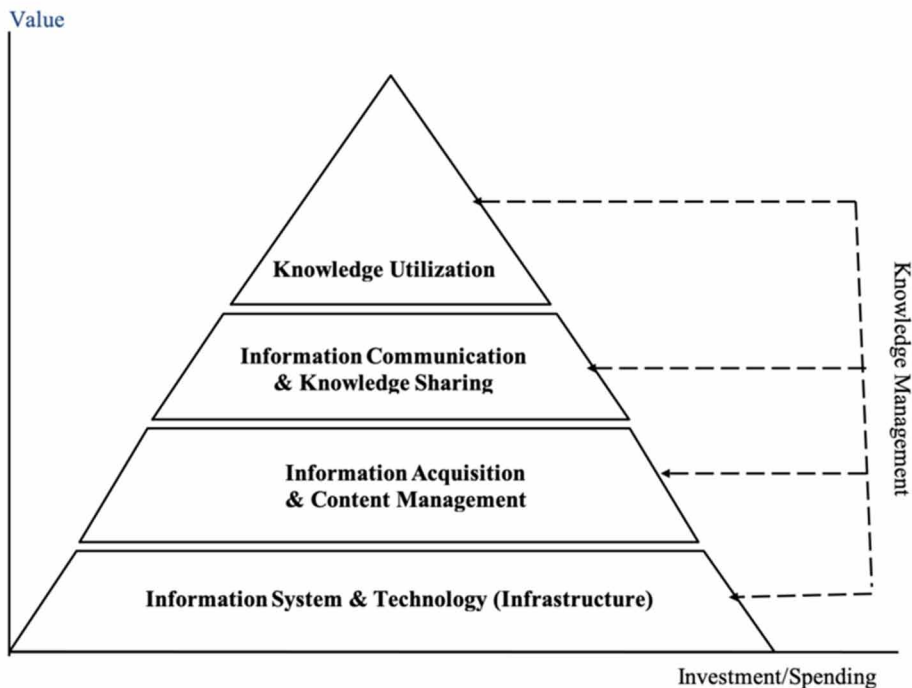 Value
Knowledge Utilization
Information Communication
& Knowledge Sharing
Information Acquisition
& Content Management
Information System & Technology (Infrastructure)
Knowledge Management
Investment/Spending